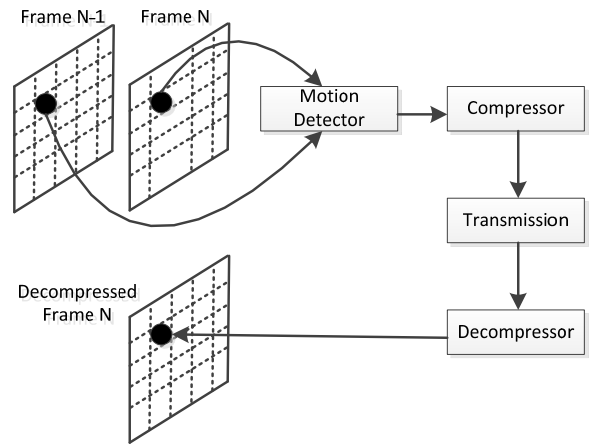 Frame N-1
Frame N
Motion
Detector
Compressor
Transmission
Decompressed
Frame N
Decompressor